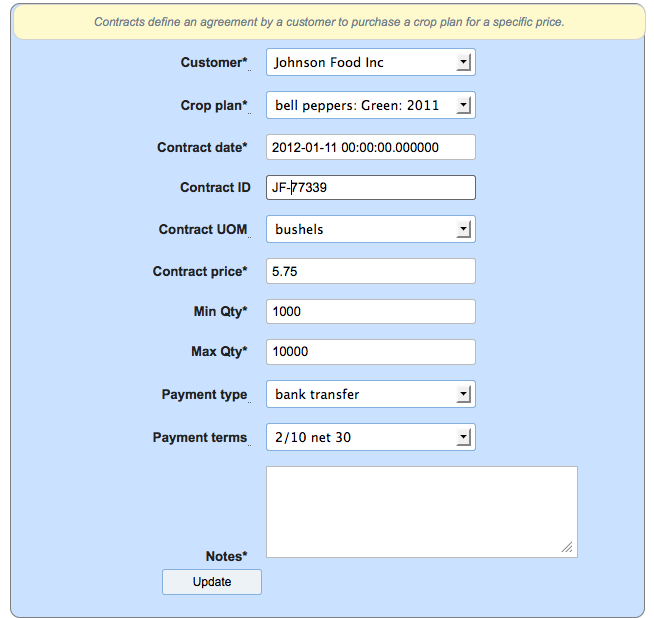 Contracts define an agreement by a customer to purchase a crop plan for a specific price.
Customer* Johnson Food Inc
Crop plan* bell peppers: Green: 2011
Contract date* 2012-01-11 00:00:00.000000
Contract ID JF-77339
Contract UOM bushels
Contract price* 5.75
Min Qty* 1000
Max Qty* 10000
Payment type bank transfer
Payment terms 2/10 net 30
Notes*
Update